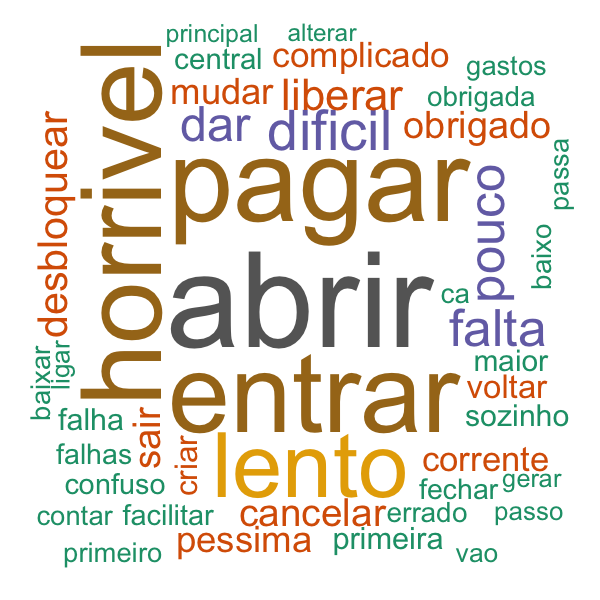 principal alterar
central complicado gastos
mudar liberar obrigada
dar dificil obrigado
horrivel
pagar
desbloquear
passa
pouco
baixo
abrir
ca
falta
entrar
maior
baixar
ligar
voltar
falha
sair
sozinho
lento
falhas
criar
corrente
confuso
fechar gerar
contar facilitar cancelar errado passo
primeiro pessima primeira vao